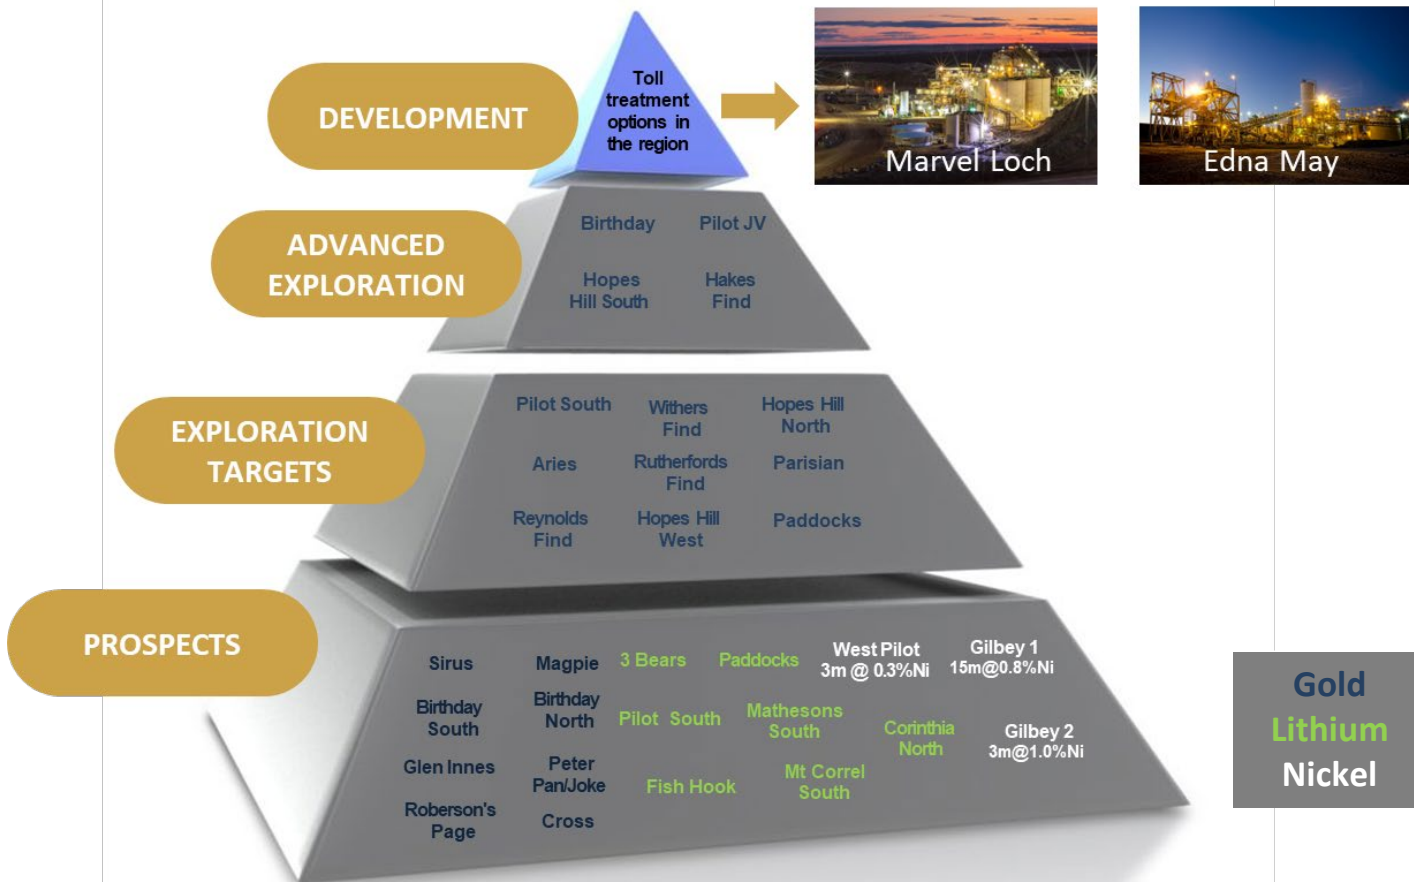 DEVELOPMENT
Toll
treatment
options in
the region
Marvel Loch
Edna May
ADVANCED
EXPLORATION
Birthday
Pilot JV
Hopes
Hill South
Hakes
Find
EXPLORATION
TARGETS
Pilot South
Withers
Find
Hopes Hill
North
Aries
Rutherfords
Find
Parisian
Reynolds
Find
Hopes Hill
West
Paddocks
PROSPECTS
Sirus
Magpie
3 Bears
Paddocks
West Pilot
3m @ 0.3%Ni
Gilbey 1
15m@0.8%Ni
Birthday
South
Birthday
North
Pilot South
Mathesons
South
Corinthia
North
Gilbey 2
3m@1.0%Ni
Glen Innes
Peter
Pan/Joke
Fish Hook
Mt Correl
South
Roberson's
Page
Cross
Gold
Lithium
Nickel